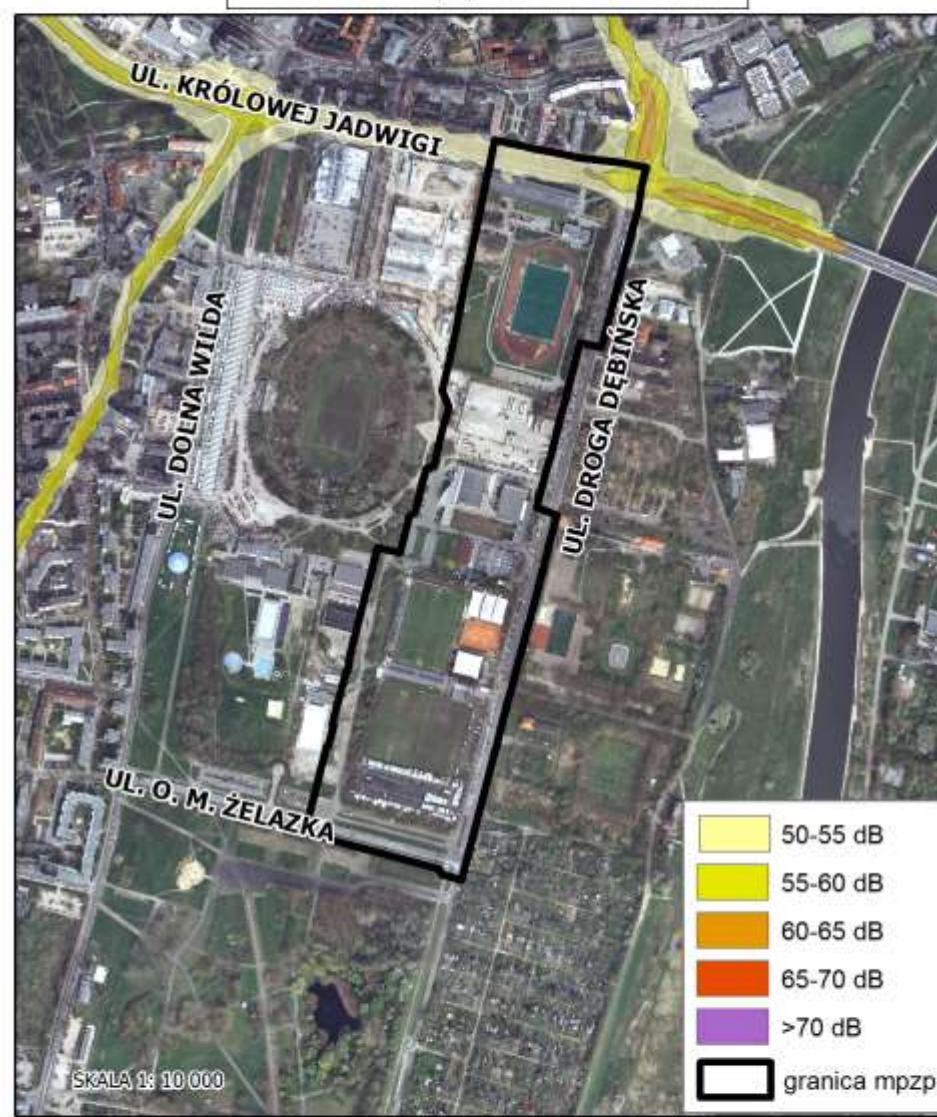 UL. KRÓLOWEJ JADWIGI
UL. DOLNA WILDA
UL. DROGA DĘBIŃSKA
UL. O. M. ŻELAZKA
50-55 dB
55-60 dB
60-65 dB
65-70 dB
>70 dB
granica mpzp
SKALA 1: 10 000